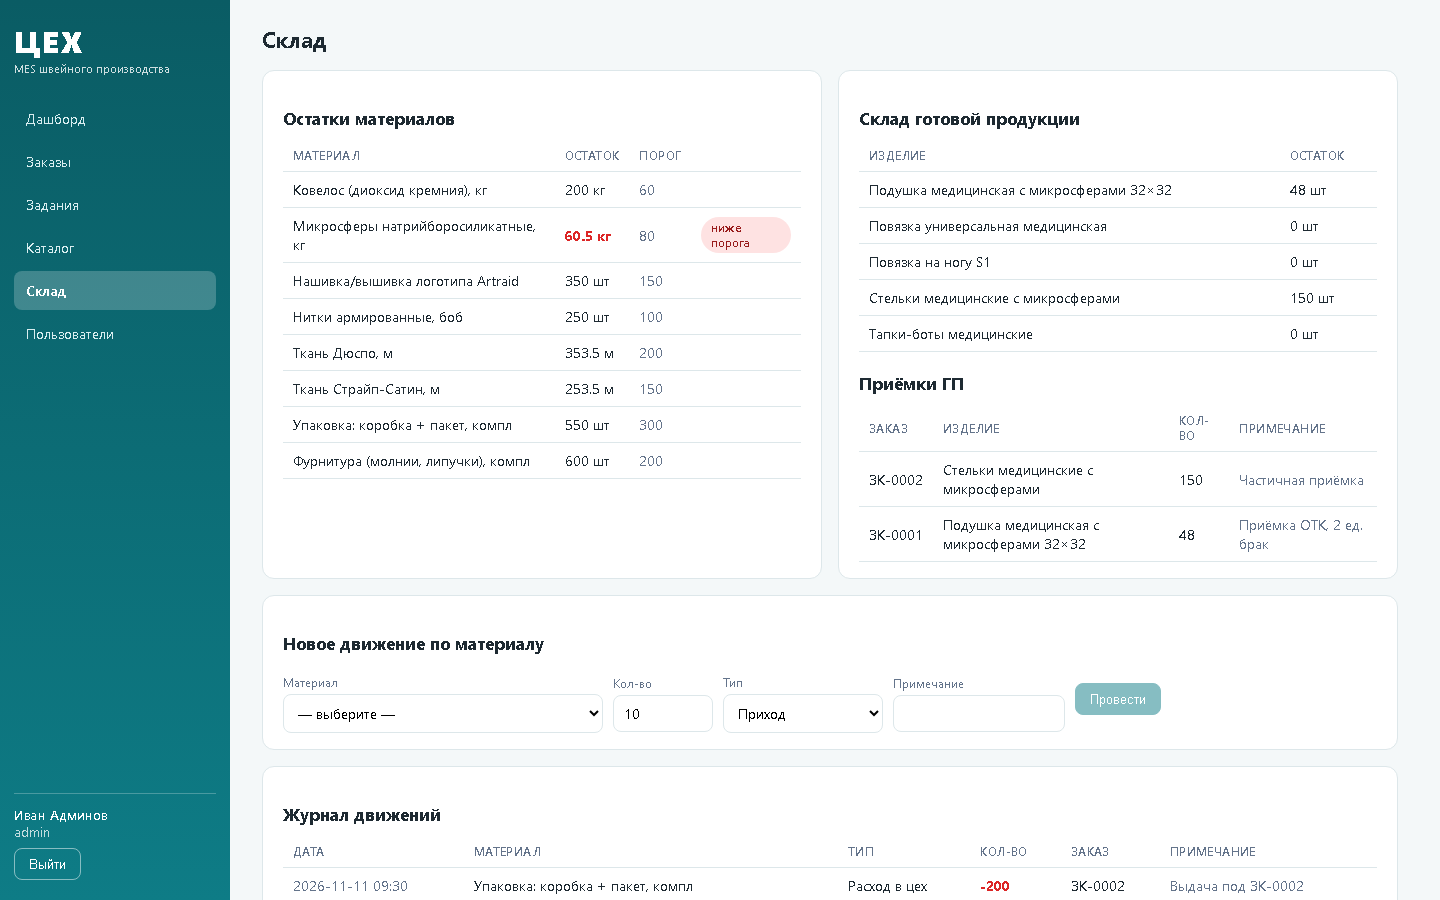 ЦЕХ
MES швейного производства
Дашборд
Заказы
Задания
Каталог
Склад
Пользователи
Иван Админов
admin
Выйти
Склад
Остатки материалов
МАТЕРИАЛ ОСТАТОК ПОРОГ
Ковелос (диоксид кремния), кг 200 кг 60
Микросферы натрийборосиликатные,
кг 60.5 кг 80 ниже
порога
Нашивка/вышивка логотипа Artraid 350 шт 150
Нитки армированные, боб 250 шт 100
Ткань Дюспо, м 353.5 м 200
Ткань Страйп-Сатин, м 253.5 м 150
Упаковка: коробка + пакет, компл 550 шт 300
Фурнитура (молнии, липучки), компл 600 шт 200
Склад готовой продукции
ИЗДЕЛИЕ ОСТАТОК
Подушка медицинская с микросферами 32×32 48 шт
Повязка универсальная медицинская 0 шт
Повязка на ногу S1 0 шт
Стельки медицинские с микросферами 150 шт
Тапки-боты медицинские 0 шт
Приёмки ГП
ЗАКАЗ ИЗДЕЛИЕ КОЛ-
ВО ПРИМЕЧАНИЕ
ЗК-0002 Стельки медицинские с
микросферами 150 Частичная приёмка
ЗК-0001 Подушка медицинская с
микросферами 32×32 48 Приёмка ОТК, 2 ед.
брак
Новое движение по материалу
Материал Кол-во Тип Примечание
— выберите — 10 Приход Провести
Журнал движений
ДАТА МАТЕРИАЛ ТИП КОЛ-ВО ЗАКАЗ ПРИМЕЧАНИЕ
2026-11-11 09:30 Упаковка: коробка + пакет, компл Расход в цех -200 ЗК-0002 Выдача под ЗК-0002